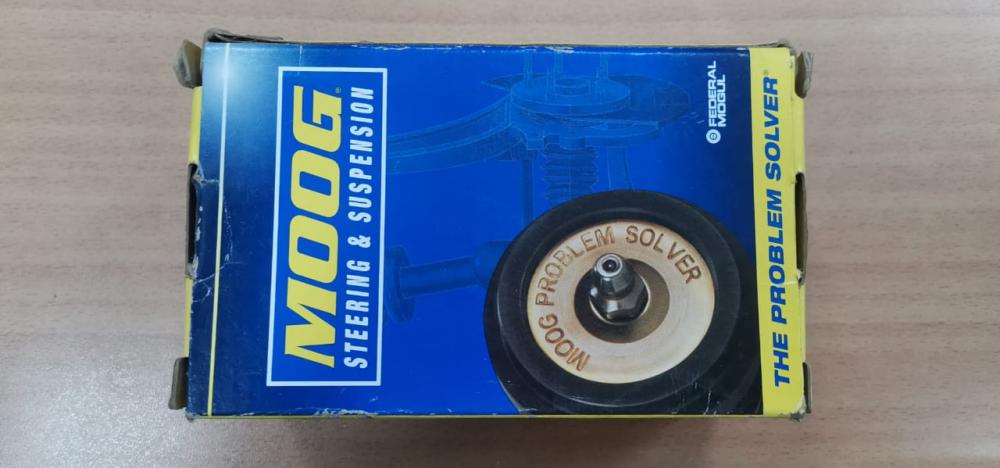 MOOG®
STEERING & SUSPENSION
FEDERAL
MOGUL
MOOG PROBLEM SOLVER
THE PROBLEM SOLVER®